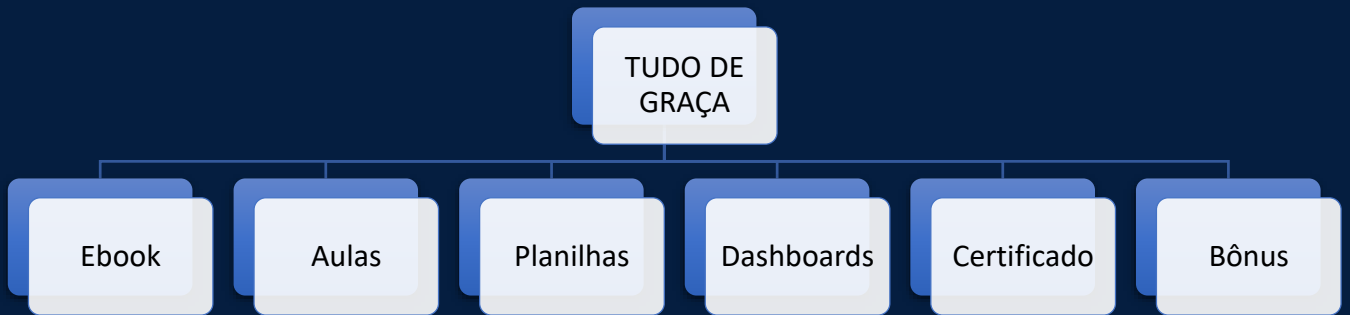 TUDO DE
GRAÇA
Ebook
Aulas
Planilhas
Dashboards
Certificado
Bônus